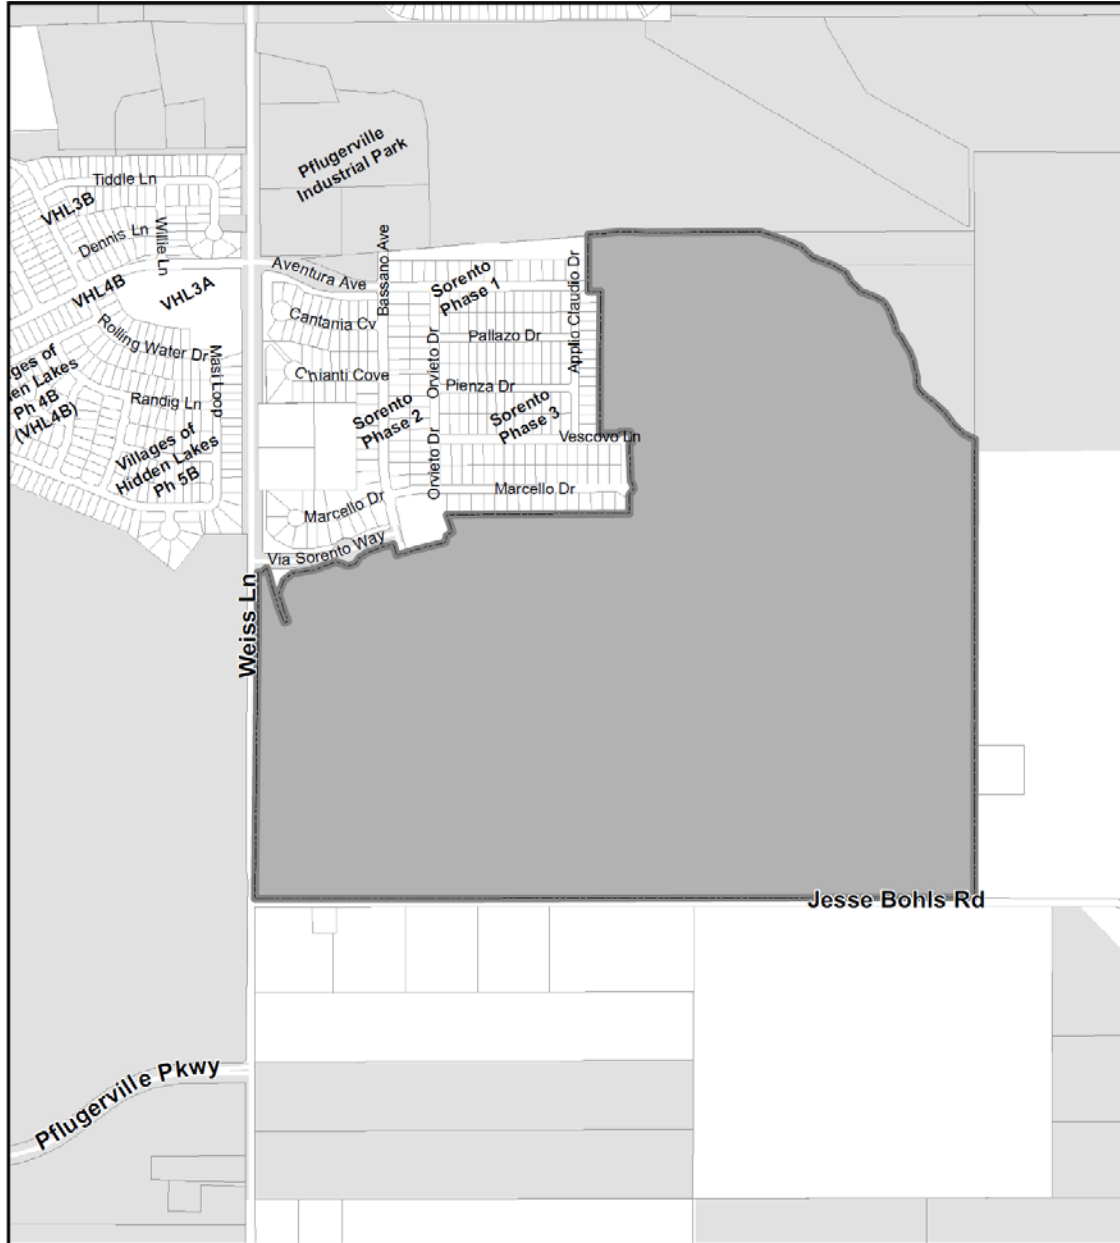 Pflugerville
Industrial Park
Tiddle Ln
VHL3B
Dennis Ln
Willie Ln
VHL4B
VHL3A
Aventura Ave
Bassano Ave
Sorento
Phase 1
Applio Claudio Dr
Cantania Cv
Orvieto Dr
Pallazo Dr
Rolling Water Dr
Masi Loop
Chianti Cove
Pienza Dr
ges of
en Lakes
Ph 4B
(VHL4B)
Randig Ln
Sorento
Phase 2
Sorento
Phase 3
Vescovo Ln
Villages of
Hidden Lakes
Ph 5B
Orvieto Dr
Marcello Dr
Marcello Dr
Via Sorento Way
Weiss Ln
Jesse Bohls Rd
Pflugerville Pkwy